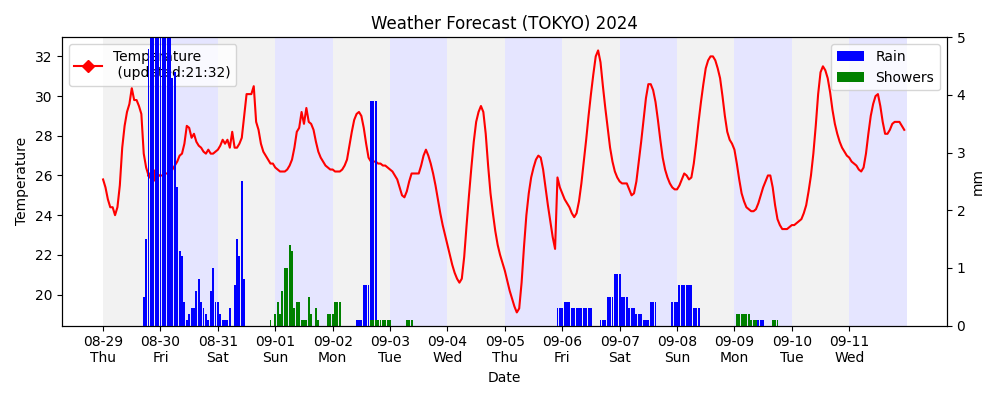 Weather Forecast (TOKYO) 2024
Temperature
(updated:21:32)
Rain
Showers
32
30
28
26
24
22
20
Temperature
5
4
3
2
1
0
mm
08-29 08-30 08-31 09-01 09-02 09-03 09-04 09-05 09-06 09-07 09-08 09-09 09-10 09-11
Thu Fri Sat Sun Mon Tue Wed Thu Fri Sat Sun Mon Tue Wed
Date